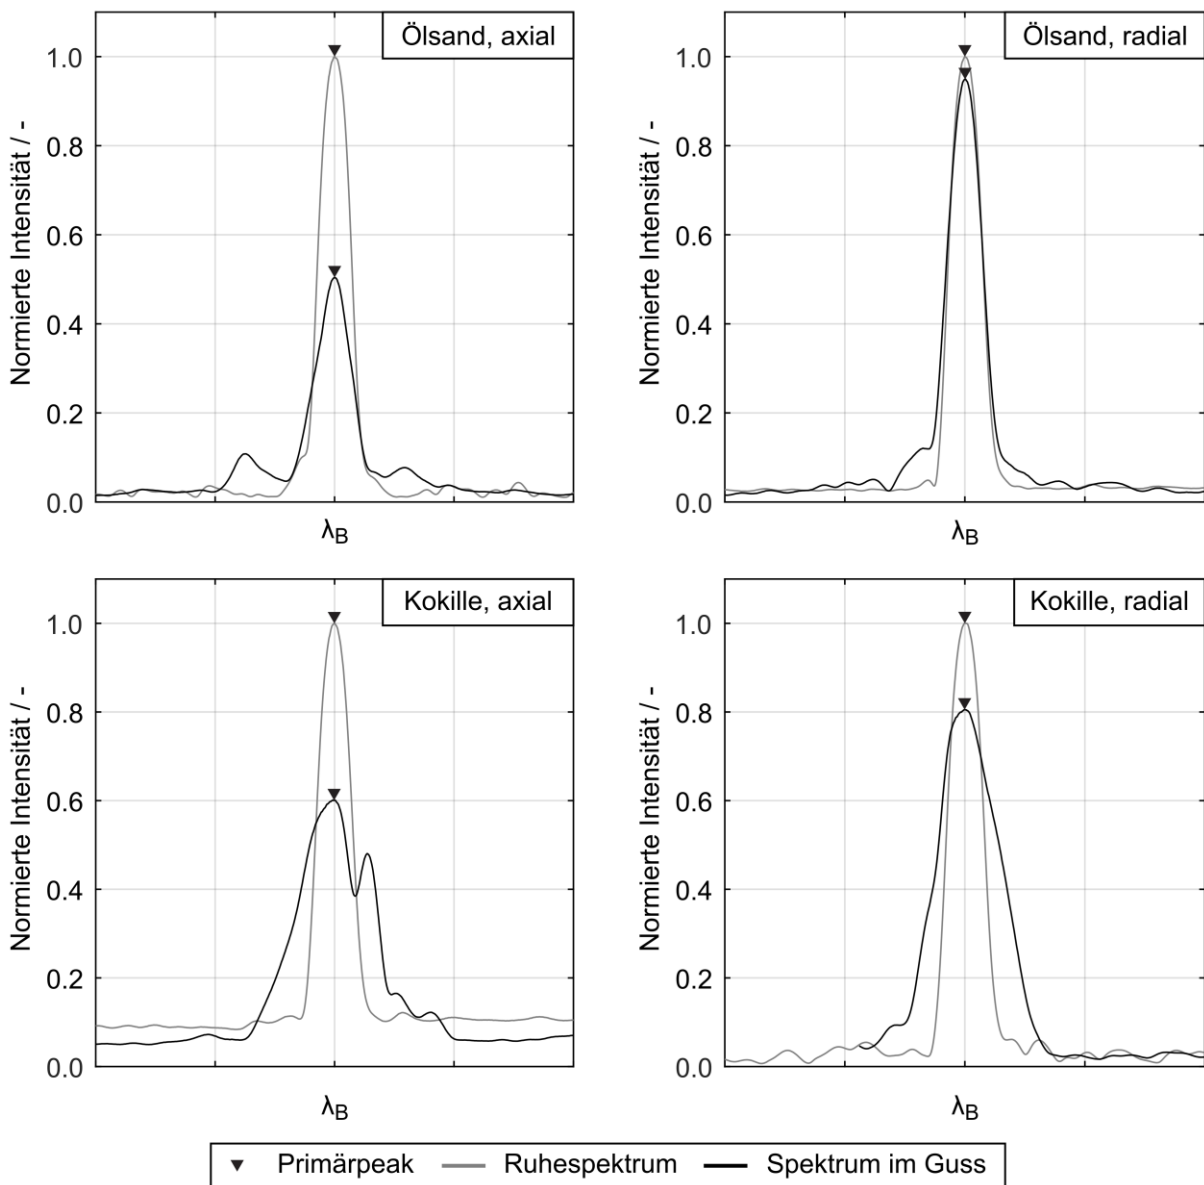 Ölsand, axial
Normierte Intensität / -
1.0
0.8
0.6
0.4
0.2
0.0
λB
Ölsand, radial
Normierte Intensität / -
1.0
0.8
0.6
0.4
0.2
0.0
λB
Kokille, axial
Normierte Intensität / -
1.0
0.8
0.6
0.4
0.2
0.0
λB
Kokille, radial
Normierte Intensität / -
1.0
0.8
0.6
0.4
0.2
0.0
λB
Primärpeak Ruhespektrum Spektrum im Guss